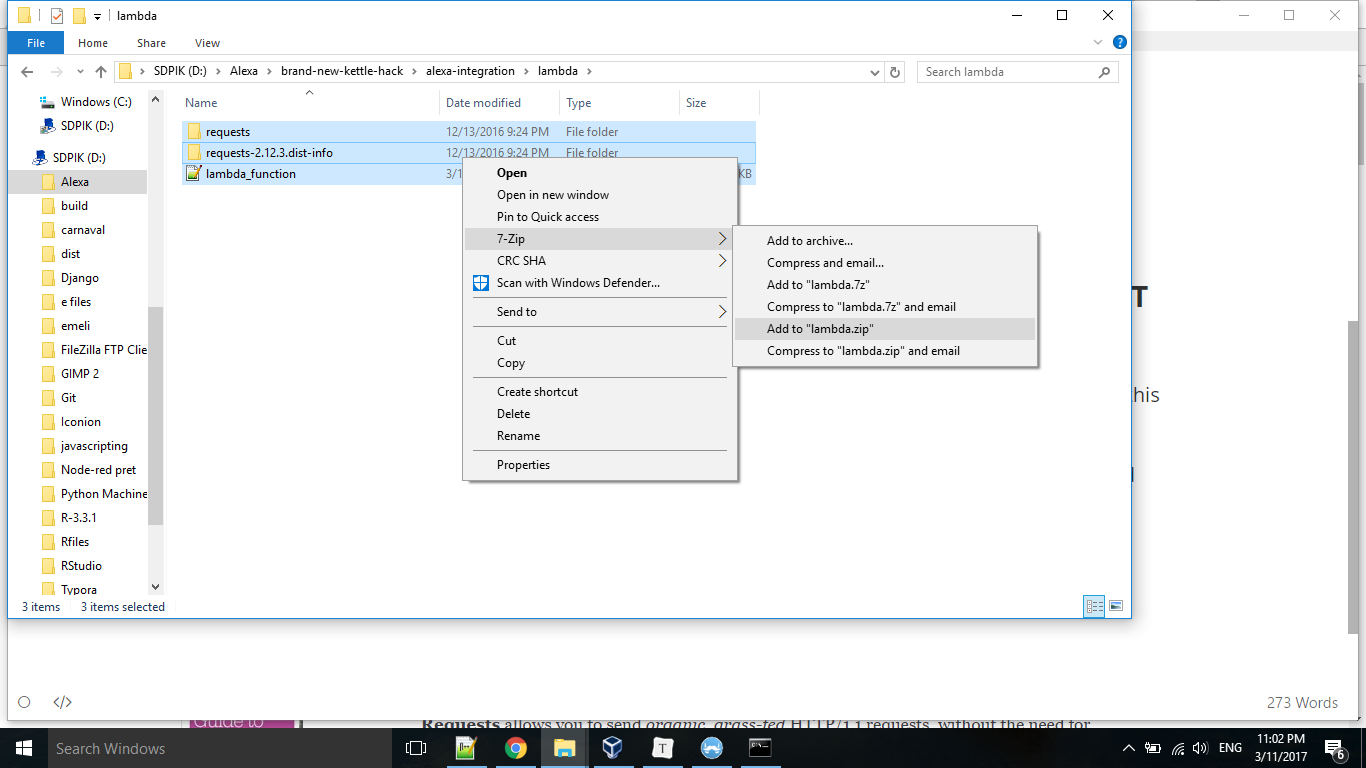 lambda
File Home Share View
SDPIK (D:) Alexa brand-new-kettle-hack alexa-integration lambda
Search lambda
Name Date modified Type Size
Windows (C:)
SDPIK (D:)
SDPIK (D:)
Alexa
build
carnaval
dist
Django
e files
emeli
FileZilla FTP Clie
GIMP 2
Git
Iconion
javascripting
Node-red pret
Python Machine
R-3.3.1
Rfiles
RStudio
Typora
requests 12/13/2016 9:24 PM File folder
requests-2.12.3.dist-info 12/13/2016 9:24 PM File folder
lambda_function 3/1 KB
Open
Open in new window
Pin to Quick access
7-Zip
CRC SHA
Scan with Windows Defender...
Send to
Cut
Copy
Create shortcut
Delete
Rename
Properties
Add to archive...
Compress and email...
Add to "lambda.7z"
Compress to "lambda.7z" and email
Add to "lambda.zip"
Compress to "lambda.zip" and email
T
this
3 items 3 items selected
</> 273 Words
Guide to
Requests allows you to send organic, grass-fed HTTP/1.1 requests, without the need for
Search Windows
T
ENG
11:02 PM
3/11/2017
6